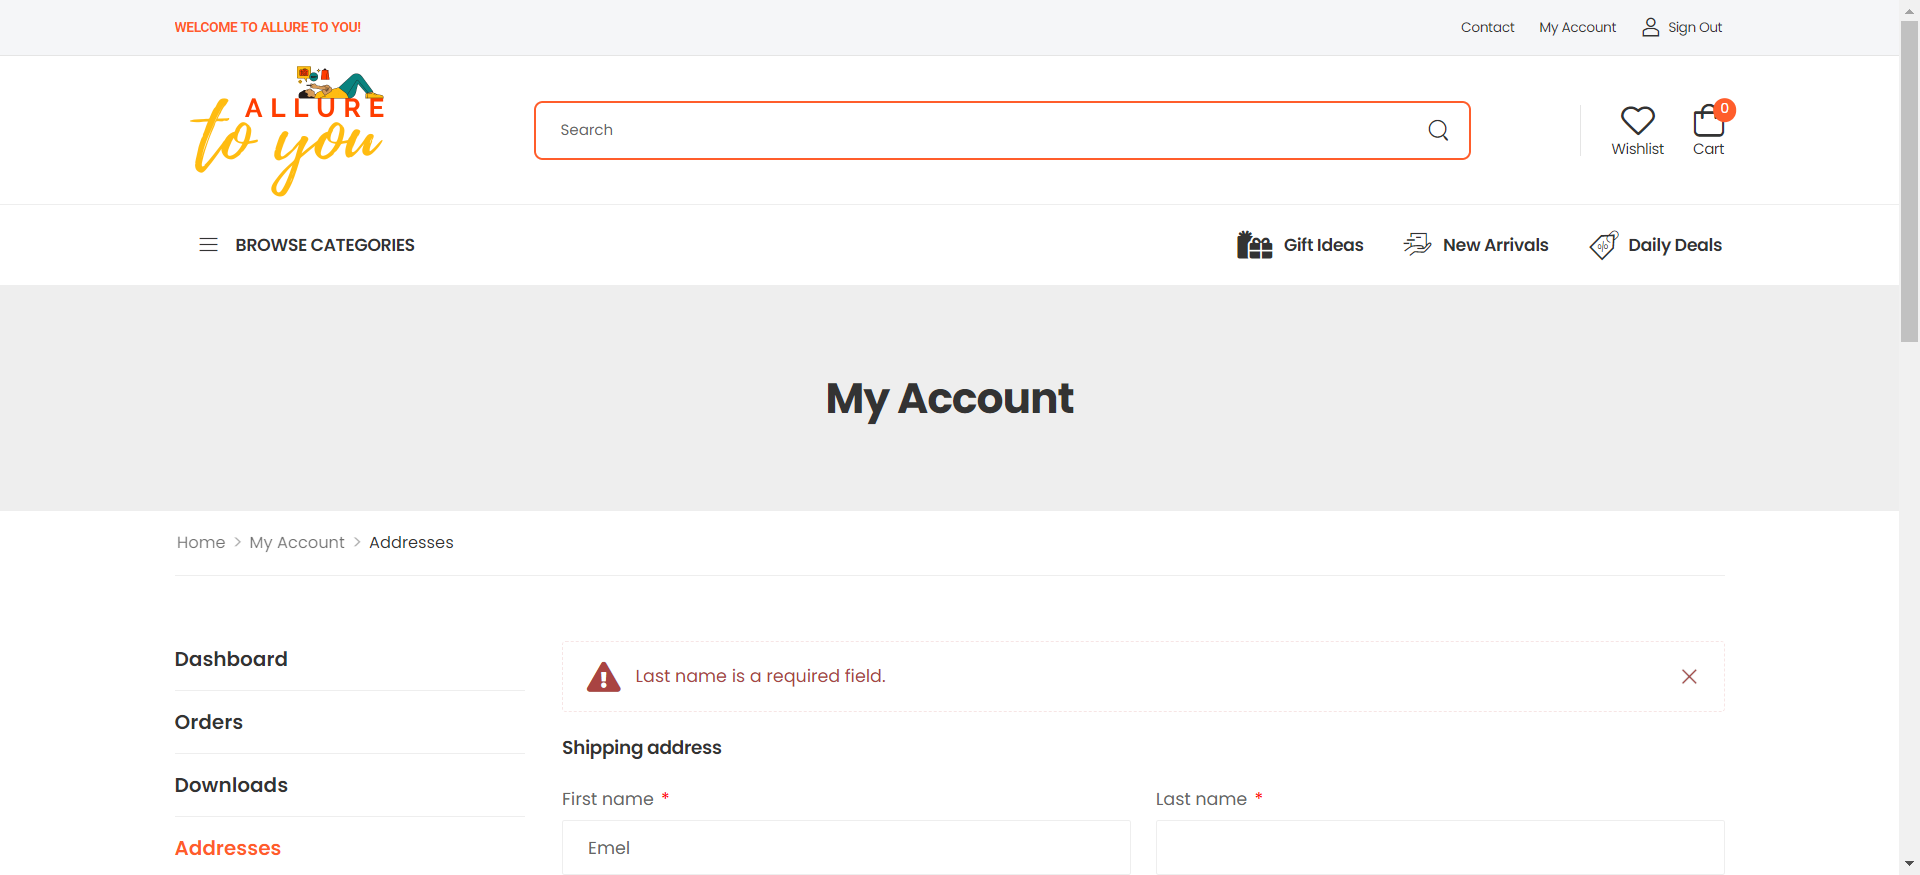 WELCOME TO ALLURE TO YOU!
Contact
My Account
Sign Out
ALLURE
to you
Search
Wishlist
0
Cart
BROWSE CATEGORIES
Gift Ideas
New Arrivals
% Daily Deals
My Account
Home > My Account > Addresses
Dashboard
Orders
Downloads
Addresses
Last name is a required field.
Shipping address
First name *
Emel
Last name *